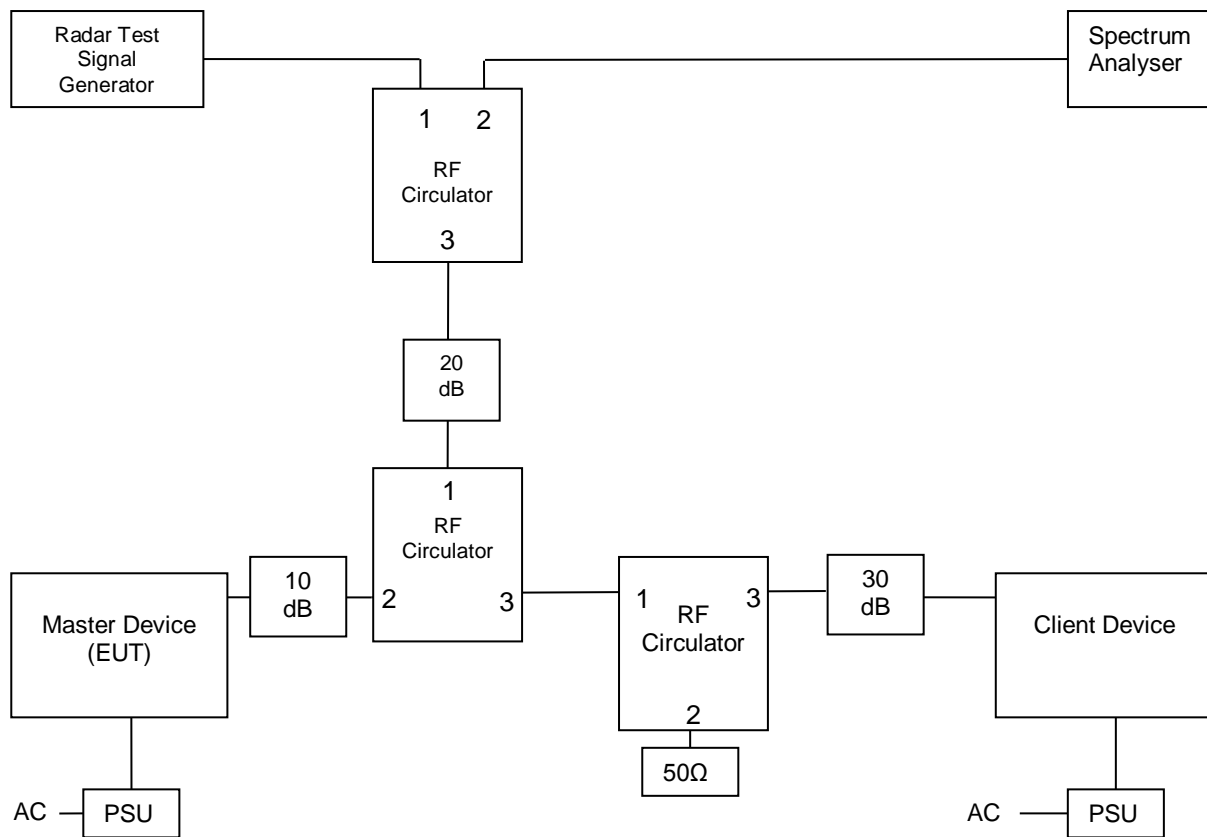 Radar Test
Signal
Generator
Spectrum
Analyser
1 2
RF
Circulator
3
20
dB
1
RF
Circulator
2
3
10
dB
Master Device
(EUT)
1
3
RF
Circulator
2
50Ω
30
dB
Client Device
AC
PSU
AC
PSU